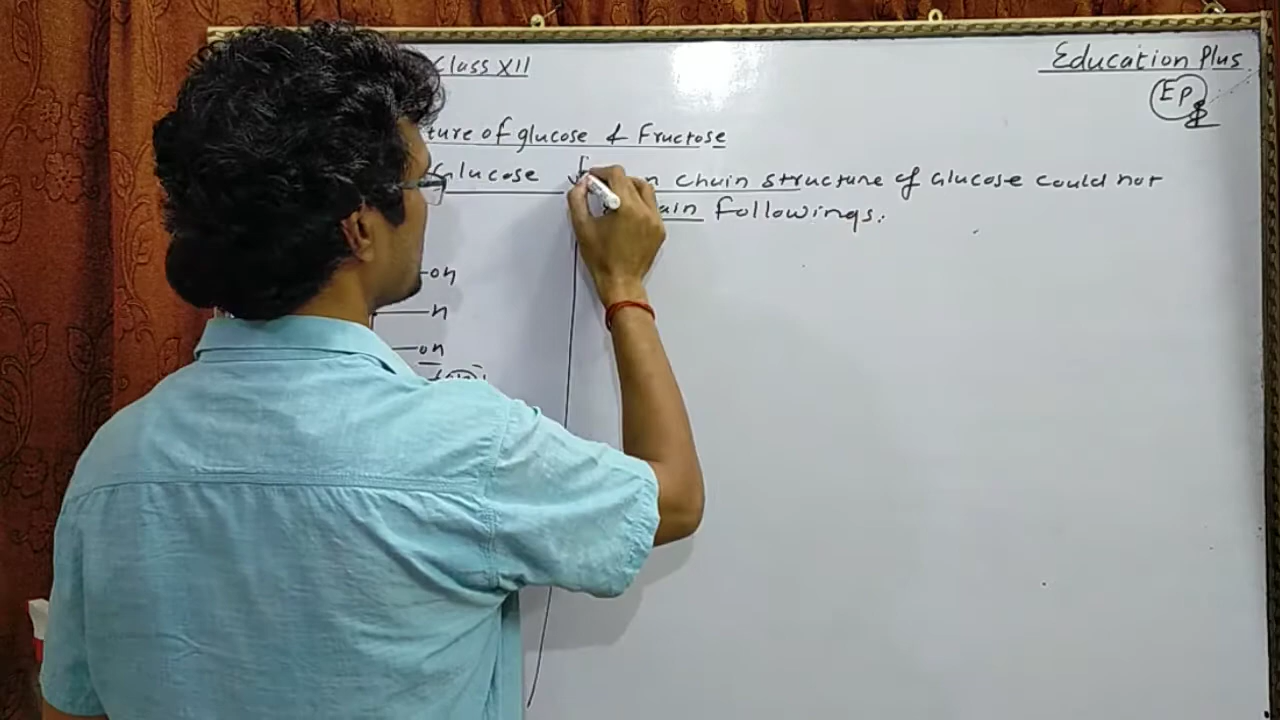 Class XII
Education Plus
EP
ture of glucose & Fructose
Glucose
n chain structure of Glucose could not
ain followings.
OH
H
OH